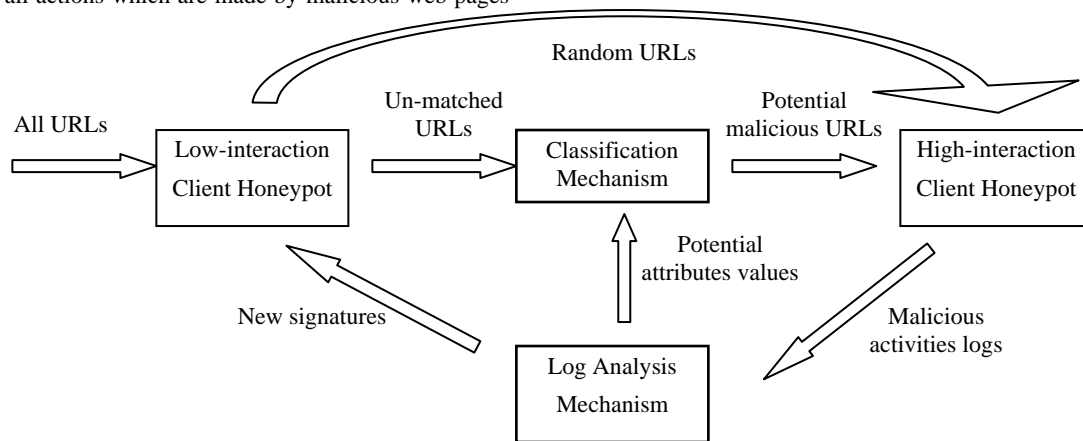 all actions which are made by malicious web pages
Random URLs
All URLs
Un-matched
URLs
Potential
malicious URLs
Low-interaction
Client Honeypot
Classification
Mechanism
High-interaction
Client Honeypot
Potential
attributes values
New signatures
Malicious
activities logs
Log Analysis
Mechanism